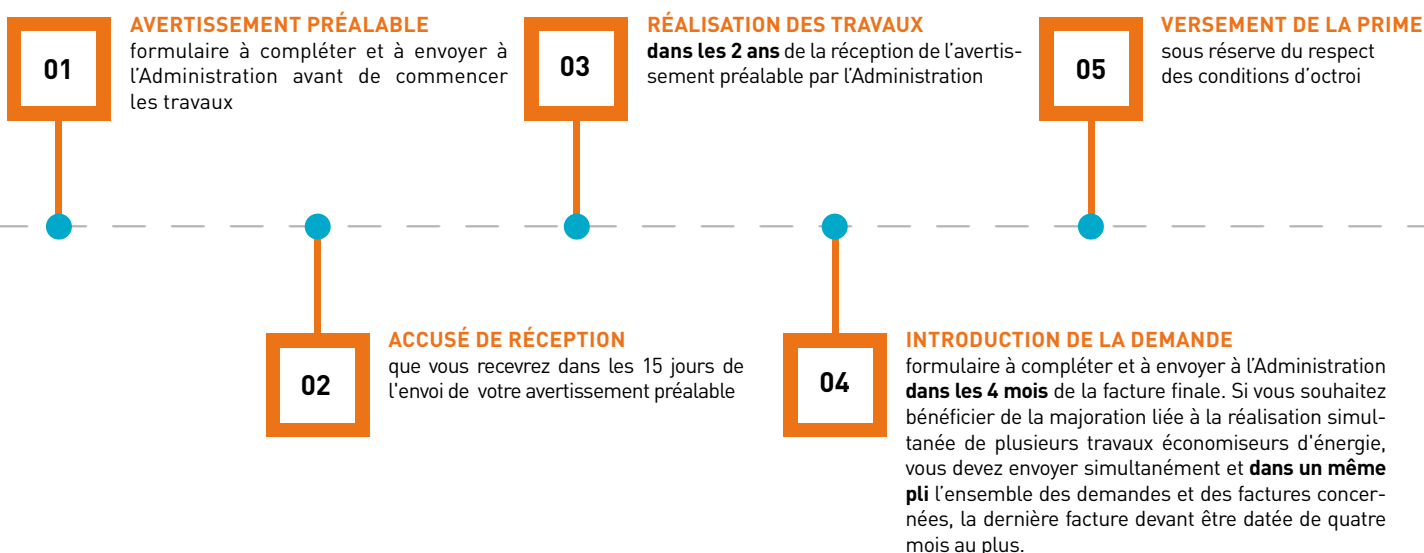 01
AVERTISSEMENT PRÉALABLE
formulaire à compléter et à envoyer à
l'Administration avant de commencer
les travaux
02
ACCUSÉ DE RÉCEPTION
que vous recevrez dans les 15 jours de
l'envoi de votre avertissement préalable
03
RÉALISATION DES TRAVAUX
dans les 2 ans de la réception de l'avertis-
sement préalable par l'Administration
04
INTRODUCTION DE LA DEMANDE
formulaire à compléter et à envoyer à l'Administration
dans les 4 mois de la facture finale. Si vous souhaitez
bénéficier de la majoration liée à la réalisation simul-
tanée de plusieurs travaux économiseurs d'énergie,
vous devez envoyer simultanément et dans un même
pli l'ensemble des demandes et des factures concer-
nées, la dernière facture devant être datée de quatre
mois au plus.
05
VERSEMENT DE LA PRIME
sous réserve du respect
des conditions d'octroi